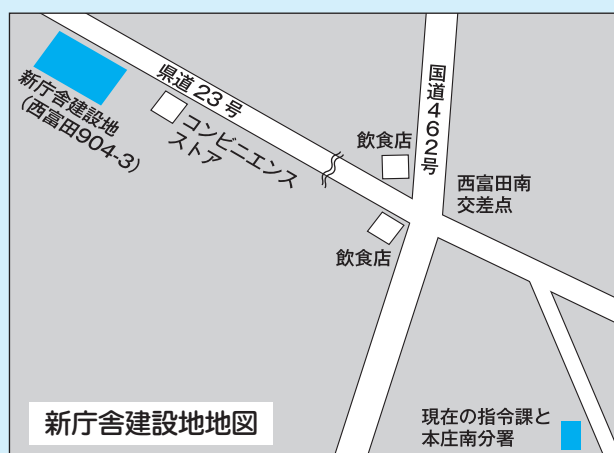 新庁舎建設地
(西富田904-3)
県道23号
コンビニエンス
ストア
飲食店
国道462号
西富田南
交差点
飲食店
新庁舎建設地地図
現在の指令課と
本庄南分署